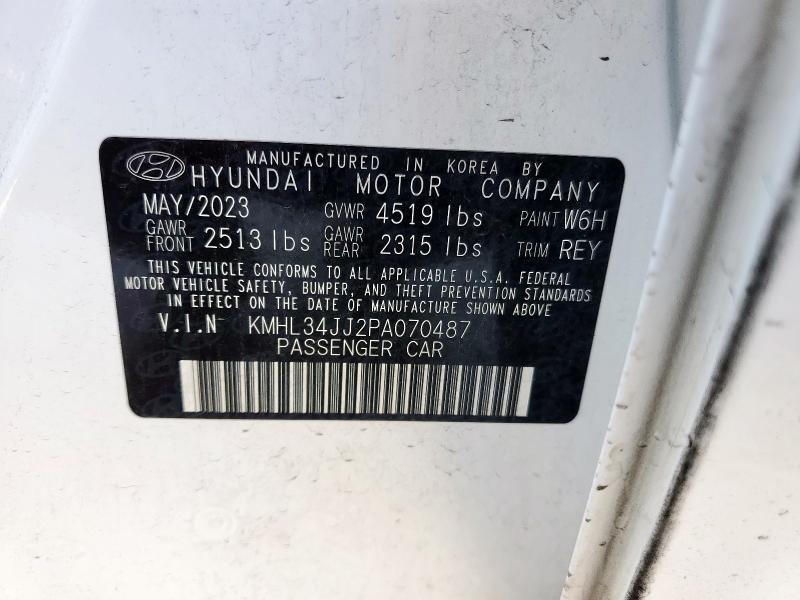 MANUFACTURED IN KOREA BY
HYUNDAI MOTOR COMPANY
MAY/2023 GVWR 4519 lbs PAINT W6H
GAWR FRONT 2513 lbs GAWR REAR 2315 lbs TRIM REY
THIS VEHICLE CONFORMS TO ALL APPLICABLE U.S.A. FEDERAL
MOTOR VEHICLE SAFETY, BUMPER, AND THEFT PREVENTION STANDARDS
IN EFFECT ON THE DATE OF MANUFACTURE SHOWN ABOVE
V.I.N KMHL34JJ2PA070487
PASSENGER CAR